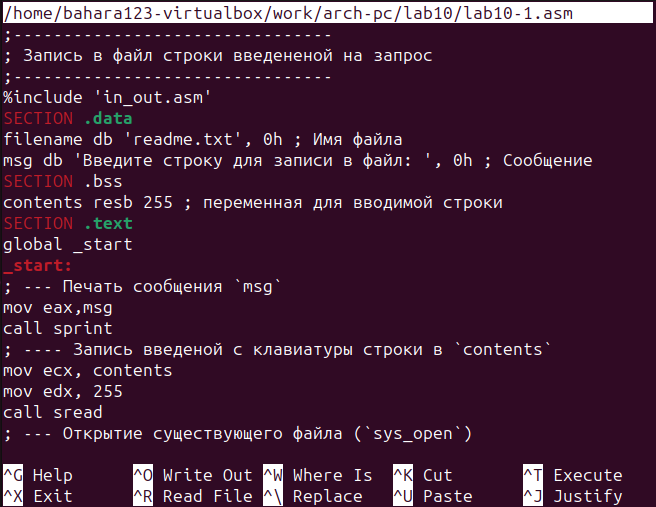 /home/bahara123-virtualbox/work/arch-pc/lab10/lab10-1.asm
;--------------------------------
; Запись в файл строки введененой на запрос
;--------------------------------
%include 'in_out.asm'
SECTION .data
filename db 'readme.txt', 0h ; Имя файла
msg db 'Введите строку для записи в файл: ', 0h ; Сообщение
SECTION .bss
contents resb 255 ; переменная для вводимой строки
SECTION .text
global _start
_start:
; --- Печать сообщения `msg`
mov eax,msg
call sprint
; ---- Запись введеной с клавиатуры строки в `contents`
mov ecx, contents
mov edx, 255
call sread
; --- Открытие существующего файла (`sys_open`)
^G Help ^O Write Out ^W Where Is ^K Cut ^T Execute
^X Exit ^R Read File ^\ Replace ^U Paste ^J Justify